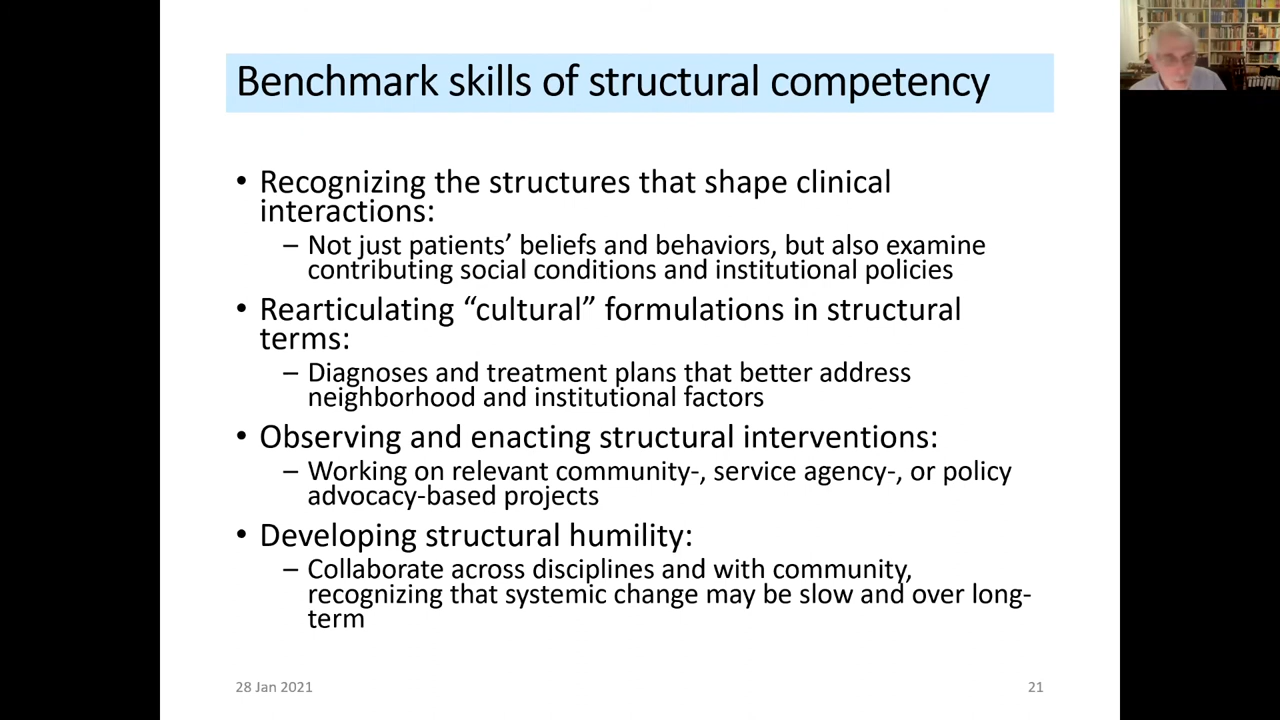 Benchmark skills of structural competency
• Recognizing the structures that shape clinical
interactions:
– Not just patients’ beliefs and behaviors, but also examine
contributing social conditions and institutional policies
• Rearticulating “cultural” formulations in structural
terms:
– Diagnoses and treatment plans that better address
neighborhood and institutional factors
• Observing and enacting structural interventions:
– Working on relevant community-, service agency-, or policy
advocacy-based projects
• Developing structural humility:
– Collaborate across disciplines and with community,
recognizing that systemic change may be slow and over long-
term
28 Jan 2021
21